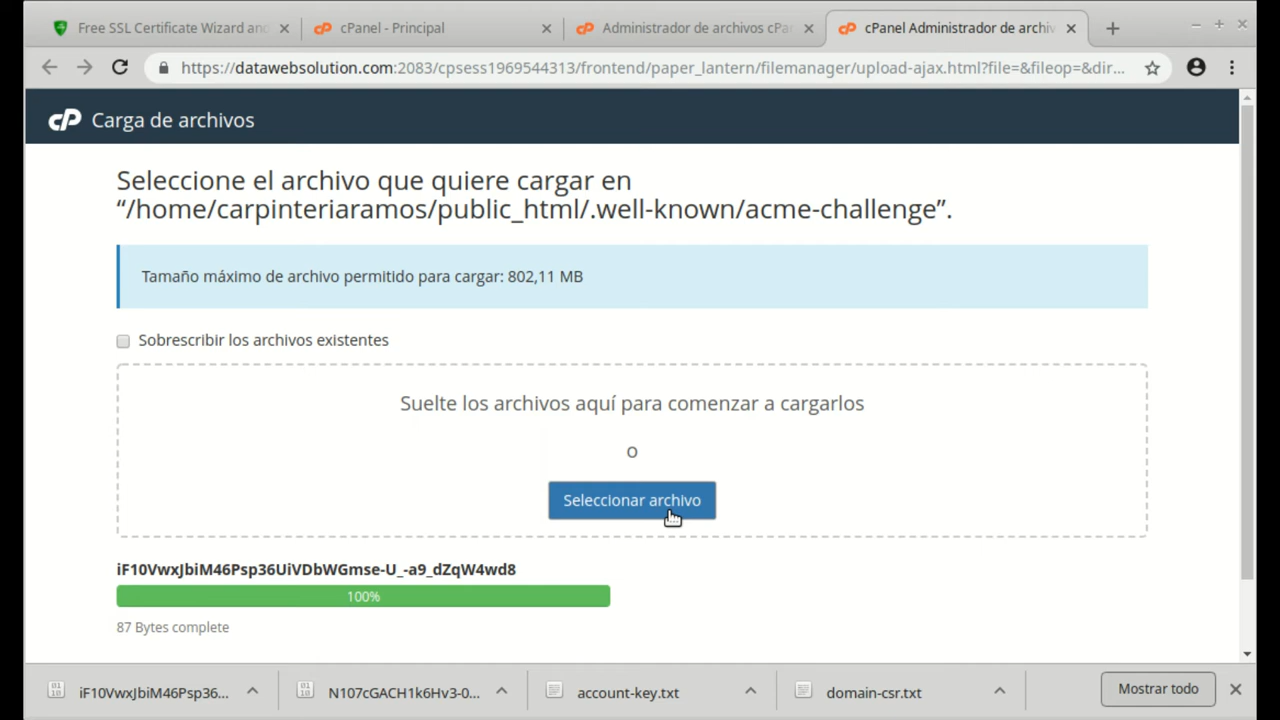 Free SSL Certificate Wizard and
cPanel - Principal
Administrador de archivos cPa
cPanel Administrador de archiv
https://datawebsolution.com:2083/cpsess1969544313/frontend/paper_lantern/filemanager/upload-ajax.html?file=&fileop=&dir...
cP Carga de archivos
Seleccione el archivo que quiere cargar en
“/home/carpinteriaramos/public_html/.well-known/acme-challenge”.
Tamaño máximo de archivo permitido para cargar: 802,11 MB
Sobrescribir los archivos existentes
Suelte los archivos aquí para comenzar a cargarlos
o
Seleccionar archivo
iF10VwxJbiM46Psp36UiVDbWGmse-U_-a9_dZqW4wd8
100%
87 Bytes complete
iF10VwxJbiM46Psp36...
N107cGACH1k6Hv3-0...
account-key.txt
domain-csr.txt
Mostrar todo